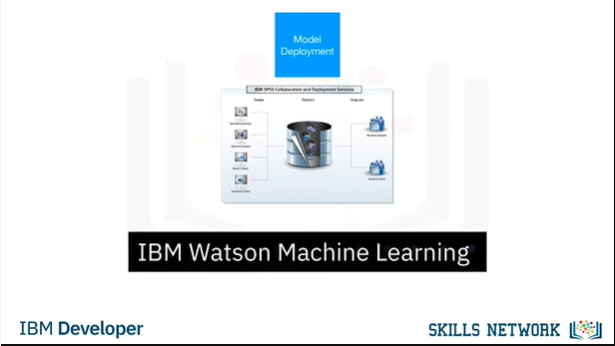 Model
Deployment
IBM SPSS Collaboration and Deployment Services
IBM Watson Machine Learning
IBM Developer
SKILLS NETWORK